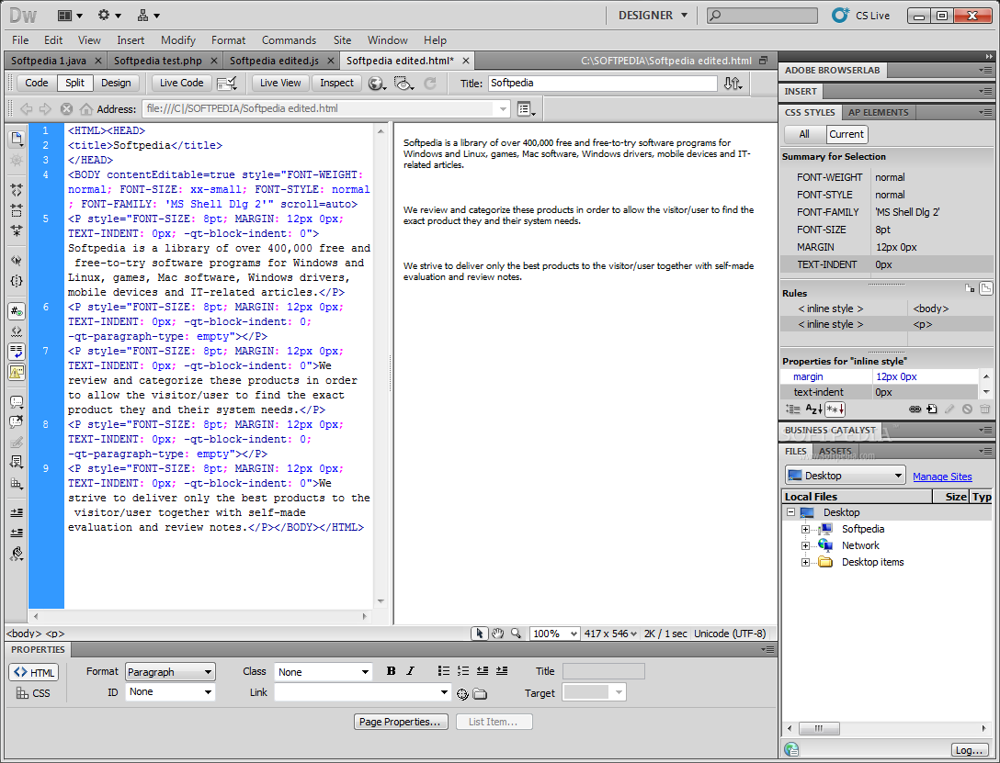 Dw DESIGNER CS Live
File Edit View Insert Modify Format Commands Site Window Help
Softpedia 1.java Softpedia test.php Softpedia edited.js Softpedia edited.html* C:\SOFTPEDIA\Softpedia edited.html
Code Split Design Live Code Live View Inspect Title: Softpedia
Address: file:///C|/SOFTPEDIA/Softpedia edited.html
1 <HTML><HEAD>
2 <title>Softpedia</title>
3 </HEAD>
4 <BODY contentEditable=true style="FONT-WEIGHT:
normal; FONT-SIZE: xx-small; FONT-STYLE: normal
; FONT-FAMILY: 'MS Shell Dlg 2'" scroll=auto>
5 <P style="FONT-SIZE: 8pt; MARGIN: 12px 0px;
TEXT-INDENT: 0px; -qt-block-indent: 0">
Softpedia is a library of over 400,000 free and
free-to-try software programs for Windows and
Linux, games, Mac software, Windows drivers,
mobile devices and IT-related articles.</P>
6 <P style="FONT-SIZE: 8pt; MARGIN: 12px 0px;
TEXT-INDENT: 0px; -qt-block-indent: 0;
-qt-paragraph-type: empty"></P>
7 <P style="FONT-SIZE: 8pt; MARGIN: 12px 0px;
TEXT-INDENT: 0px; -qt-block-indent: 0">We
review and categorize these products in order
to allow the visitor/user to find the exact
product they and their system needs.</P>
8 <P style="FONT-SIZE: 8pt; MARGIN: 12px 0px;
TEXT-INDENT: 0px; -qt-block-indent: 0;
-qt-paragraph-type: empty"></P>
9 <P style="FONT-SIZE: 8pt; MARGIN: 12px 0px;
TEXT-INDENT: 0px; -qt-block-indent: 0">We
strive to deliver only the best products to the
visitor/user together with self-made
evaluation and review notes.</P></BODY></HTML>
Softpedia is a library of over 400,000 free and free-to-try software programs for
Windows and Linux, games, Mac software, Windows drivers, mobile devices and IT-
related articles.
We review and categorize these products in order to allow the visitor/user to find the
exact product they and their system needs.
We strive to deliver only the best products to the visitor/user together with self-made
evaluation and review notes.
<body> <p> 100% 417 x 546 2K / 1 sec Unicode (UTF-8)
PROPERTIES
<> HTML Format Paragraph Class None B I Title
CSS ID None Link Target
Page Properties... List Item...
ADOBE BROWSERLAB
INSERT
CSS STYLES AP ELEMENTS
All Current
Summary for Selection
FONT-WEIGHT normal
FONT-STYLE normal
FONT-FAMILY 'MS Shell Dlg 2'
FONT-SIZE 8pt
MARGIN 12px 0px
TEXT-INDENT 0px
Rules
< inline style > <body>
< inline style > <p>
Properties for "inline style"
margin 12px 0px
text-indent 0px
BUSINESS CATALYST
SOFTPEDIA
FILES ASSETS
www.softpedia.com
Desktop Manage Sites
Local Files Size Typ
Desktop
Softpedia
Network
Desktop items
Log...